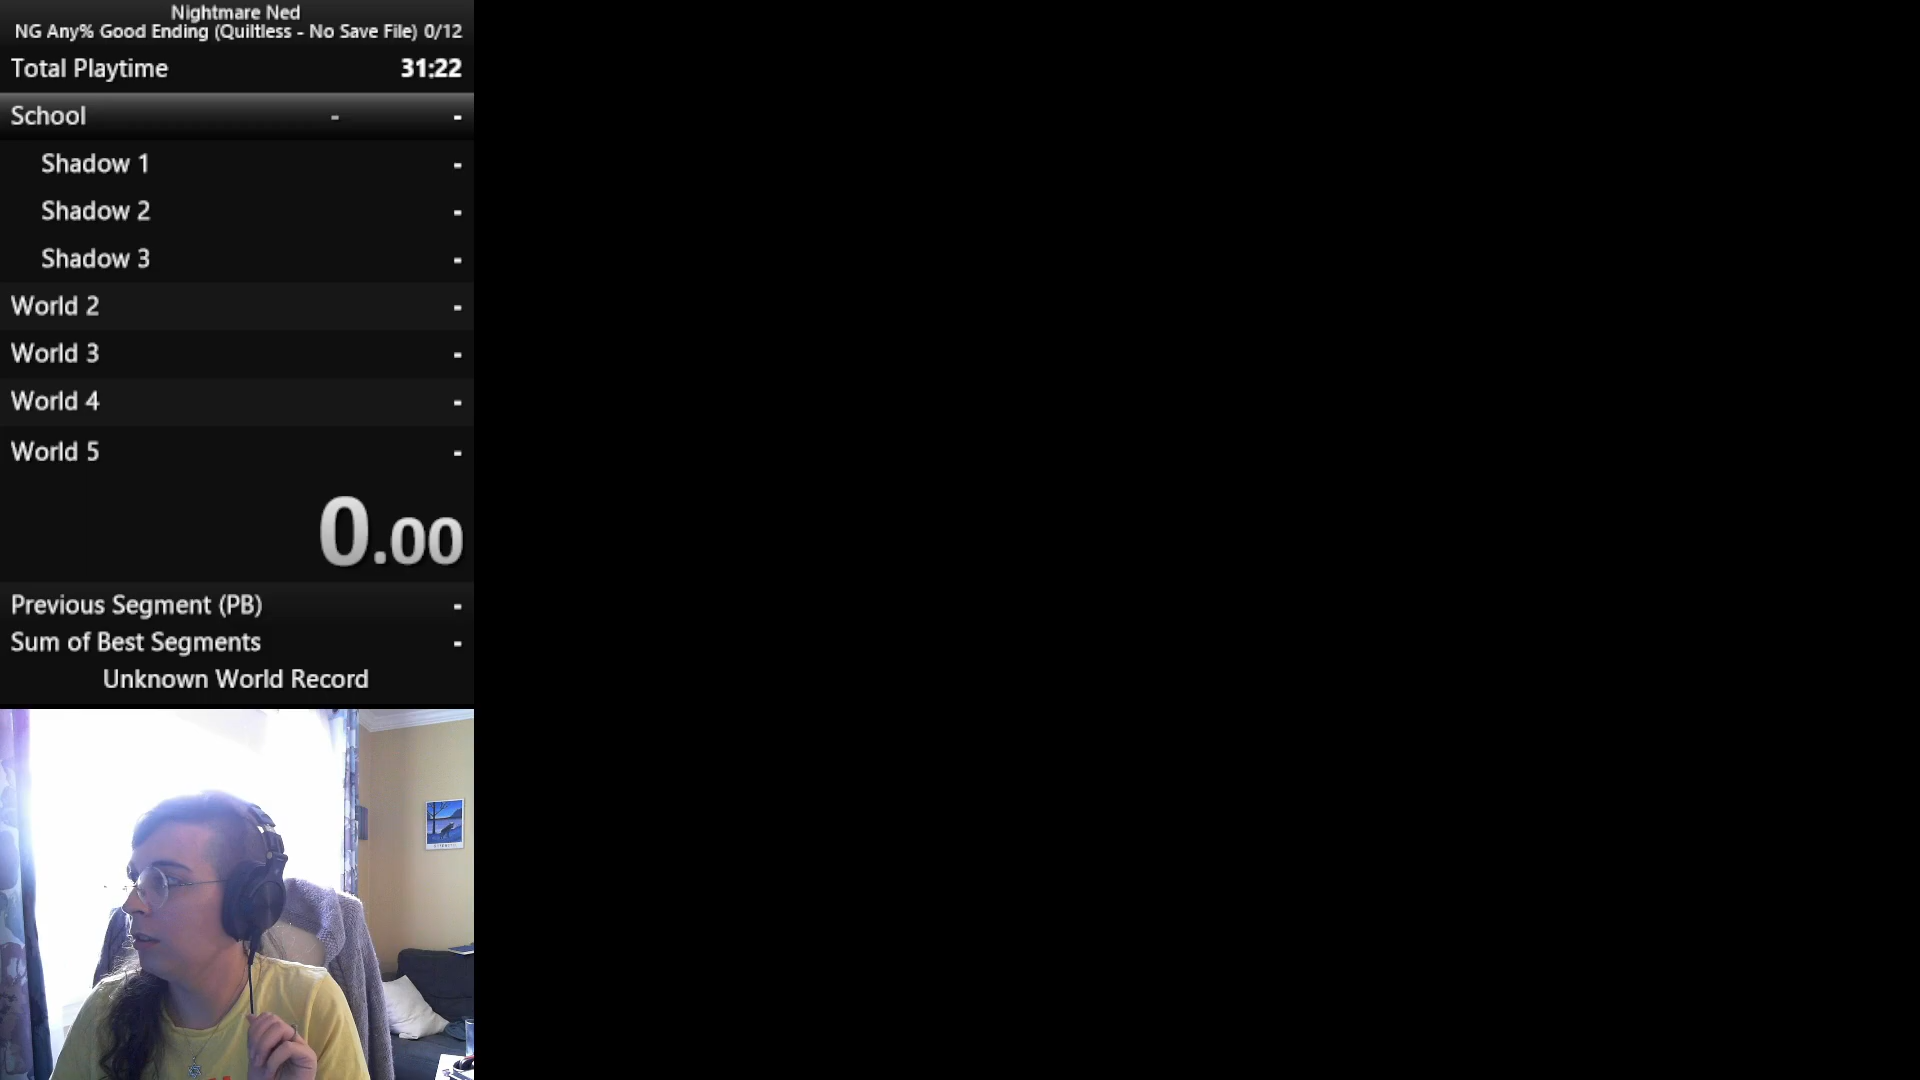 Nightmare Ned
NG Any% Good Ending (Quiltless - No Save File) 0/12
Total Playtime 31:22
School - -
Shadow 1 -
Shadow 2 -
Shadow 3 -
World 2 -
World 3 -
World 4 -
World 5 -
0.00
Previous Segment (PB) -
Sum of Best Segments -
Unknown World Record